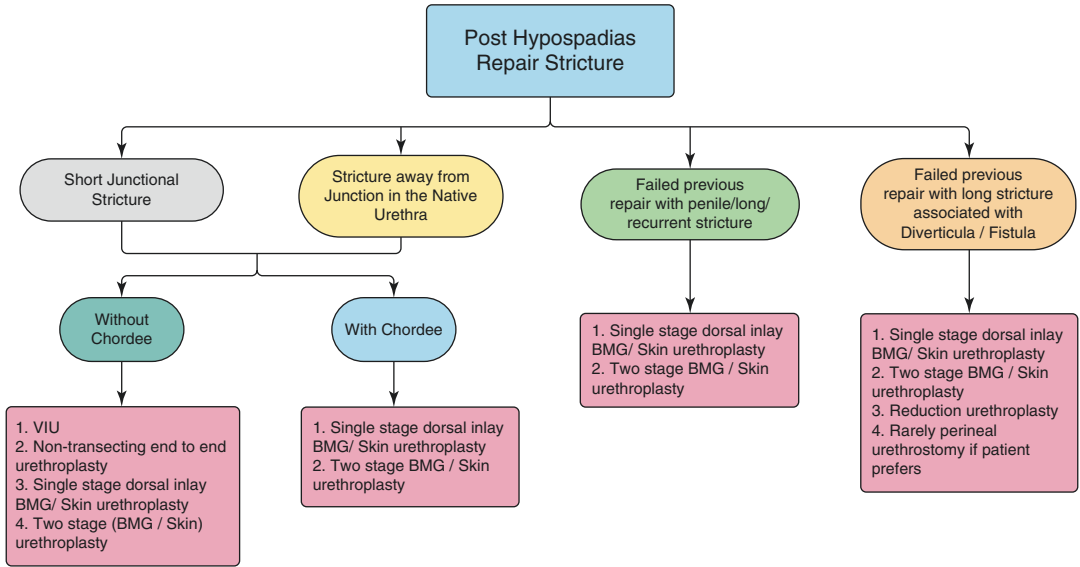 Post Hypospadias
Repair Stricture
Short Junctional
Stricture
Stricture away from
Junction in the Native
Urethra
Failed previous
repair with penile/long/
recurrent stricture
Failed previous
repair with long stricture
associated with
Diverticula / Fistula
Without
Chordee
With Chordee
1. VIU
2. Non-transecting end to end
urethroplasty
3. Single stage dorsal inlay
BMG/ Skin urethroplasty
4. Two stage (BMG / Skin)
urethroplasty
1. Single stage dorsal inlay
BMG/ Skin urethroplasty
2. Two stage BMG / Skin
urethroplasty
1. Single stage dorsal inlay
BMG/ Skin urethroplasty
2. Two stage BMG / Skin
urethroplasty
1. Single stage dorsal inlay
BMG/ Skin urethroplasty
2. Two stage BMG / Skin
urethroplasty
3. Reduction urethroplasty
4. Rarely perineal
urethrostomy if patient
prefers